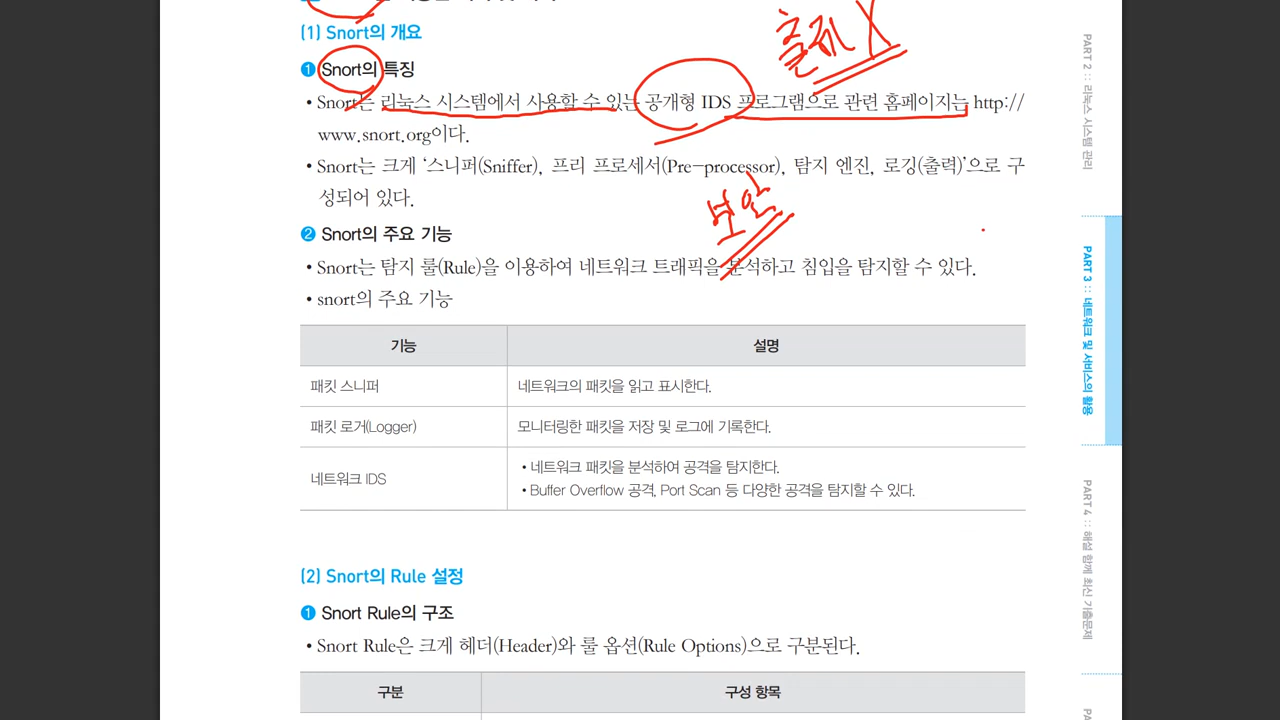 (1) Snort의 개요
출제 X
1 Snort의 특징
• Snort는 리눅스 시스템에서 사용할 수 있는 공개형 IDS 프로그램으로 관련 홈페이지는 http://
www.snort.org이다.
• Snort는 크게 ‘스니퍼(Sniffer), 프리 프로세서(Pre-processor), 탐지 엔진, 로깅(출력)’으로 구
성되어 있다.
보안
2 Snort의 주요 기능
• Snort는 탐지 룰(Rule)을 이용하여 네트워크 트래픽을 분석하고 침입을 탐지할 수 있다.
• snort의 주요 기능
기능 설명
패킷 스니퍼 네트워크의 패킷을 읽고 표시한다.
패킷 로거(Logger) 모니터링한 패킷을 저장 및 로그에 기록한다.
네트워크 IDS • 네트워크 패킷을 분석하여 공격을 탐지한다.
• Buffer Overflow 공격, Port Scan 등 다양한 공격을 탐지할 수 있다.
(2) Snort의 Rule 설정
1 Snort Rule의 구조
• Snort Rule은 크게 헤더(Header)와 룰 옵션(Rule Options)으로 구분된다.
구분 구성 항목
PART 2 :: 리눅스 시스템 관리
PART 3 :: 네트워크 및 서비스의 활용
PART 4 :: 해설 함께 최신 기출문제